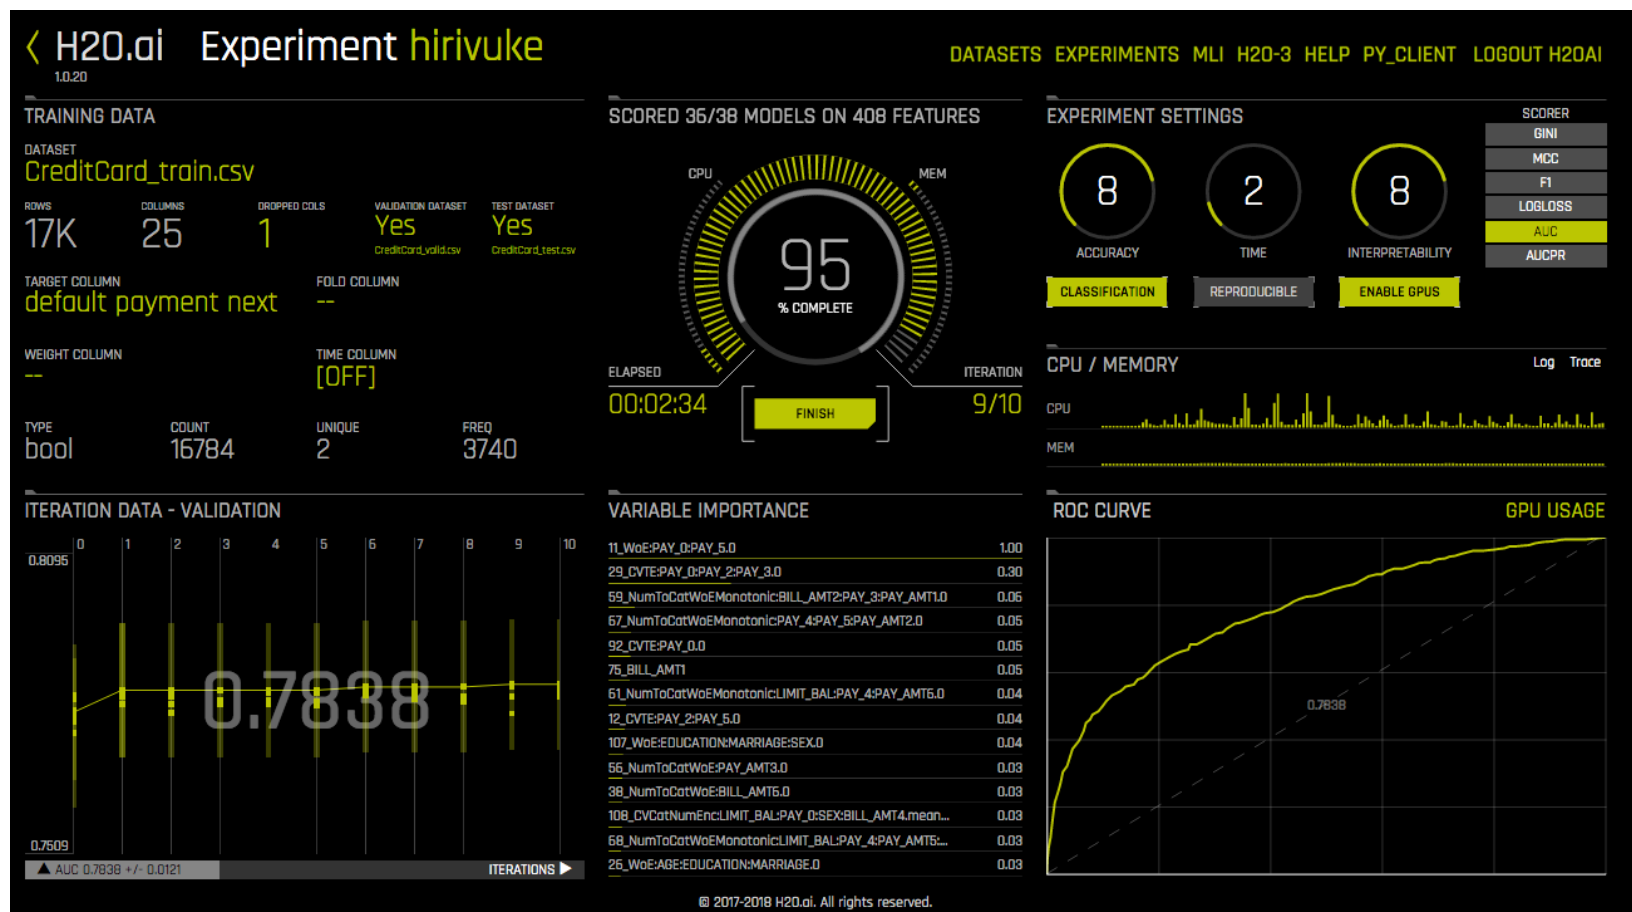 H2O.ai Experiment hirivuke
1.0.20
DATASETS EXPERIMENTS MLI H2O-3 HELP PY_CLIENT LOGOUT H2OAI
TRAINING DATA
DATASET
CreditCard_train.csv
ROWS COLUMNS DROPPED COLS VALIDATION DATASET TEST DATASET
17K 25 1 Yes Yes
CreditCard_valid.csv CreditCard_test.csv
TARGET COLUMN FOLD COLUMN
default payment next --
WEIGHT COLUMN TIME COLUMN
-- [OFF]
TYPE COUNT UNIQUE FREQ
bool 16784 2 3740
SCORED 36/38 MODELS ON 408 FEATURES
CPU MEM
95
% COMPLETE
ELAPSED ITERATION
00:02:34 9/10
FINISH
EXPERIMENT SETTINGS
8 2 8
ACCURACY TIME INTERPRETABILITY
CLASSIFICATION REPRODUCIBLE ENABLE GPUS
SCORER
GINI
MCC
F1
LOGLOSS
AUC
AUCPR
CPU / MEMORY Log Trace
CPU
MEM
ITERATION DATA - VALIDATION
0 1 2 3 4 5 6 7 8 9 10
0.8095
0.7838
0.7509
AUC 0.7838 +/- 0.0121 ITERATIONS
VARIABLE IMPORTANCE
11_WoE:PAY_0:PAY_5.0 1.00
29_CVTE:PAY_0:PAY_2:PAY_3.0 0.30
59_NumToCatWoEMonotonic:BILL_AMT2:PAY_3:PAY_AMT1.0 0.06
67_NumToCatWoEMonotonic:PAY_4:PAY_5:PAY_AMT2.0 0.05
92_CVTE:PAY_0.0 0.05
75_BILL_AMT1 0.05
61_NumToCatWoEMonotonic:LIMIT_BAL:PAY_4:PAY_AMT6.0 0.04
12_CVTE:PAY_2:PAY_5.0 0.04
107_WoE:EDUCATION:MARRIAGE:SEX.0 0.04
56_NumToCatWoE:PAY_AMT3.0 0.03
38_NumToCatWoE:BILL_AMT6.0 0.03
108_CVCatNumEnc:LIMIT_BAL:PAY_0:SEX:BILL_AMT4.mean... 0.03
68_NumToCatWoEMonotonic:LIMIT_BAL:PAY_4:PAY_AMT5:... 0.03
26_WoE:AGE:EDUCATION:MARRIAGE.0 0.03
ROC CURVE GPU USAGE
0.7838
© 2017-2018 H2O.ai. All rights reserved.